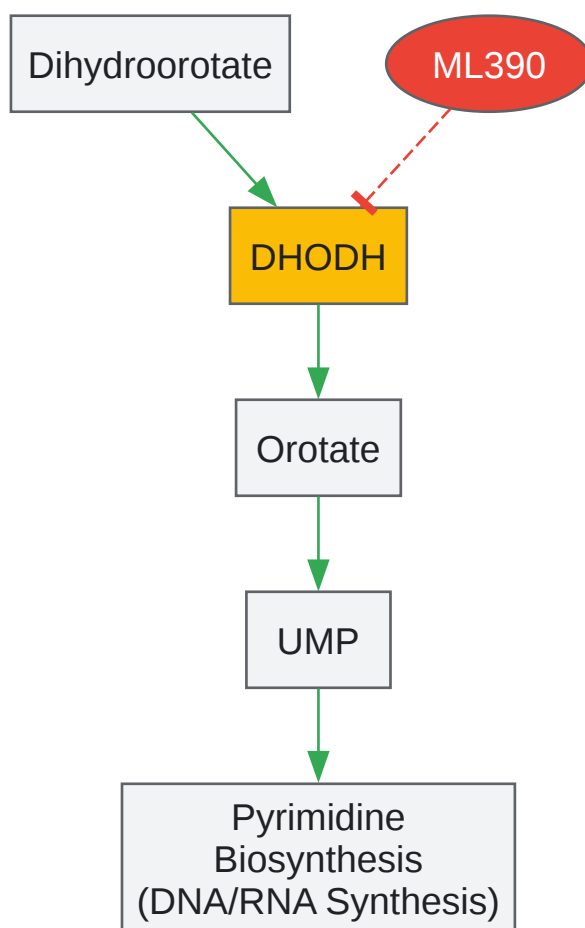 Dihydroorotate
ML390
DHODH
Orotate
UMP
Pyrimidine
Biosynthesis
(DNA/RNA Synthesis)